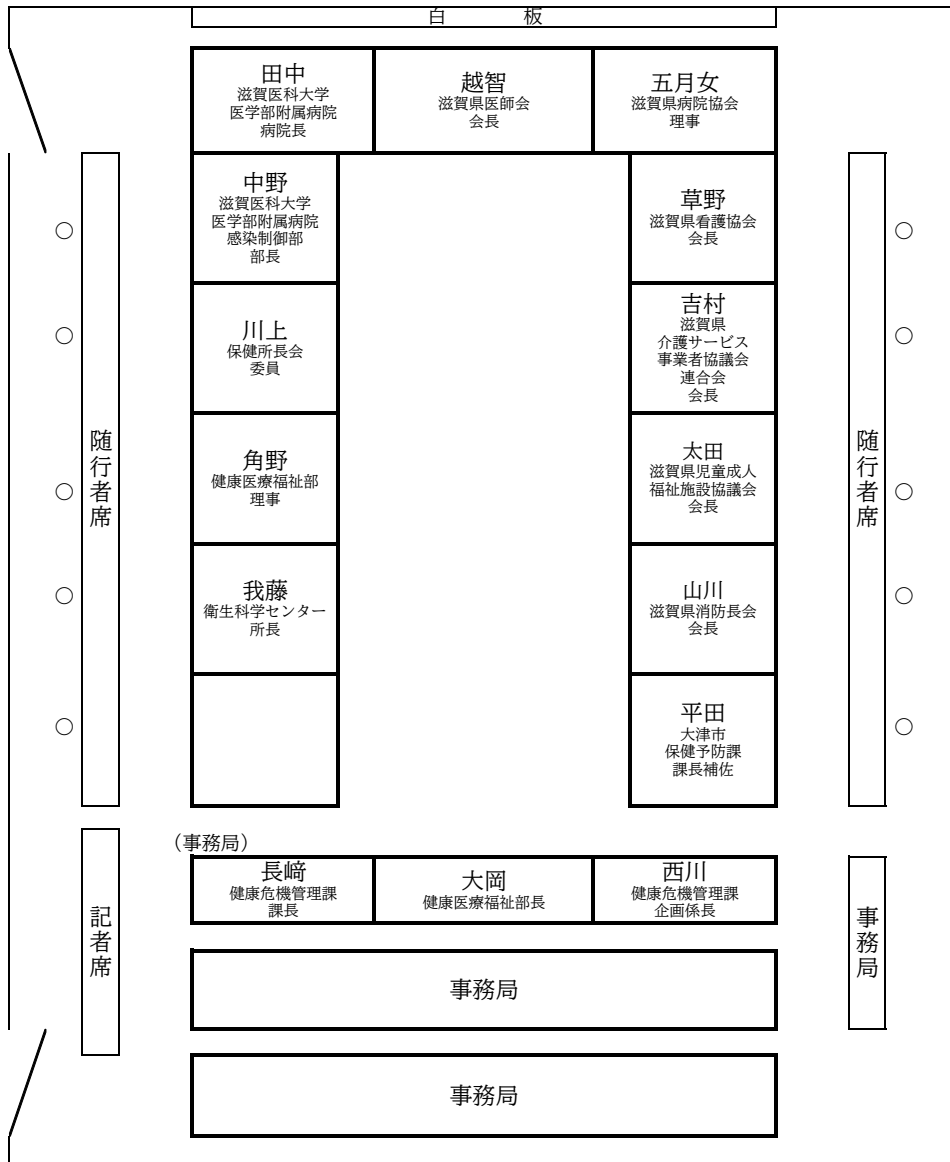 白　　板
田中
滋賀医科大学
医学部附属病院
病院長
越智
滋賀県医師会
会長
五月女
滋賀県病院協会
理事
中野
滋賀医科大学
医学部附属病院
感染制御部
部長
草野
滋賀県看護協会
会長
川上
保健所長会
委員
吉村
滋賀県
介護サービス
事業者協議会
連合会
会長
随行者席
随行者席
角野
健康医療福祉部
理事
太田
滋賀県児童成人
福祉施設協議会
会長
我藤
衛生科学センター
所長
山川
滋賀県消防長会
会長
平田
大津市
保健予防課
課長補佐
（事務局）
長﨑
健康危機管理課
課長
大岡
健康医療福祉部長
西川
健康危機管理課
企画係長
記者席
事務局
事務局
事務局